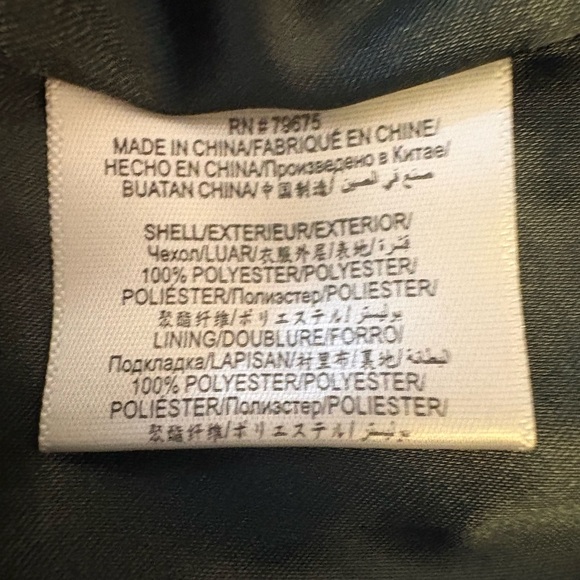 RN # 79675
MADE IN CHINA/FABRIQUÉ EN CHINE/
HECHO EN CHINA/Произведено в Китае/
BUATAN CHINA/中国制造/ صنع في الصين
SHELL/EXTERIEUR/EXTERIOR/
Чехол/LUAR/衣服外层/表地/قشرة
100% POLYESTER/POLYESTER/
POLIÉSTER/Полиэстер/POLIESTER/
聚酯纤维/ポリエステル/ بوليستر
LINING/DOUBLURE/FORRO/
Подкладка/LAPISAN/衬里布/裏地/البطانة
100% POLYESTER/POLYESTER/
POLIÉSTER/Полиэстер/POLIESTER/
聚酯纤维/ポリエステル/ بوليستر